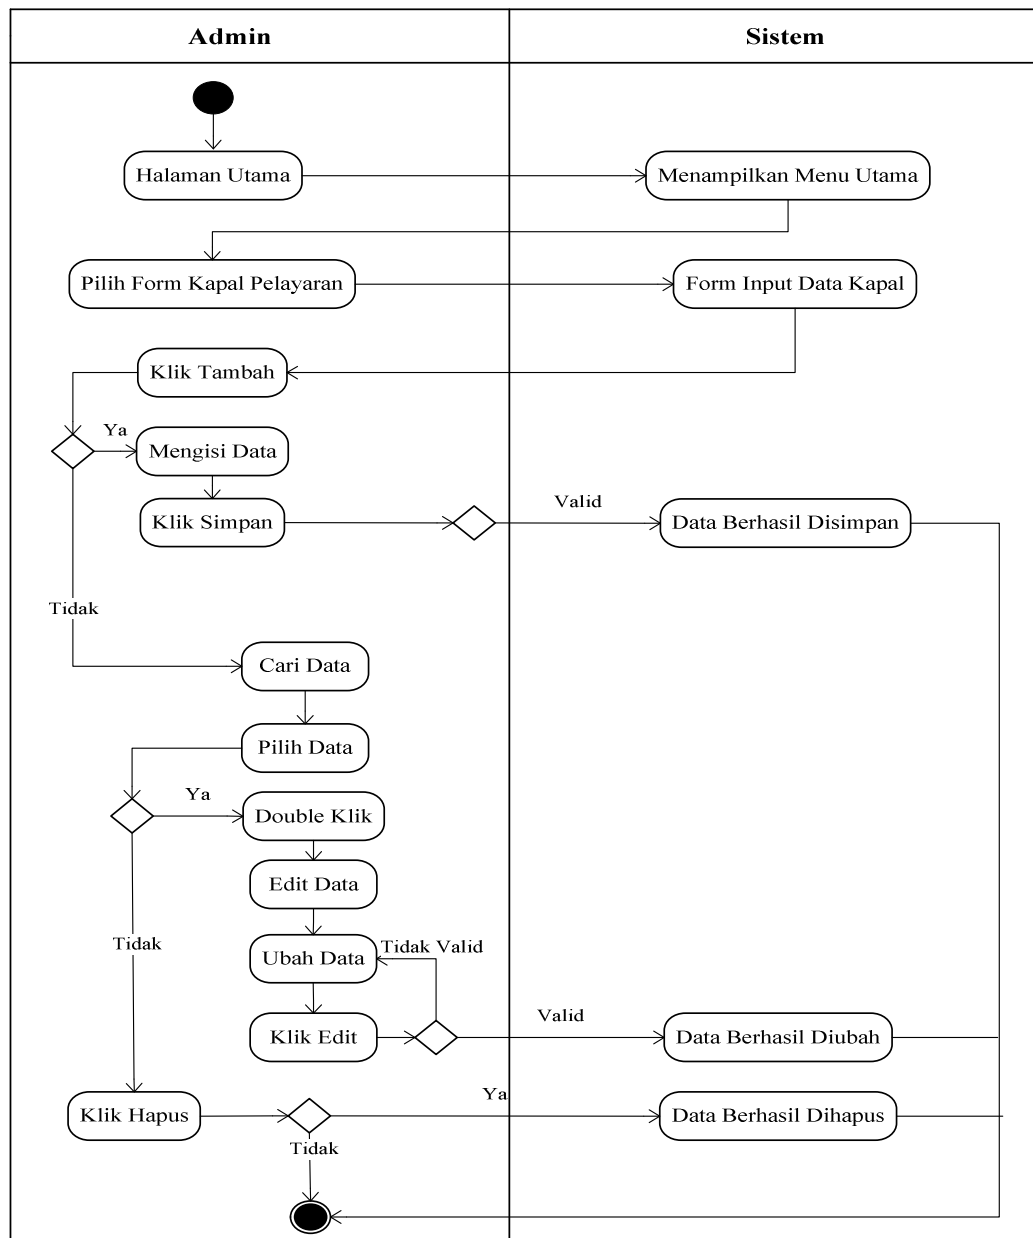 Admin
Sistem
Halaman Utama
Menampilkan Menu Utama
Pilih Form Kapal Pelayaran
Form Input Data Kapal
Klik Tambah
Ya
Mengisi Data
Klik Simpan
Valid
Data Berhasil Disimpan
Tidak
Cari Data
Pilih Data
Ya
Double Klik
Edit Data
Tidak
Ubah Data
Tidak Valid
Klik Edit
Valid
Data Berhasil Diubah
Klik Hapus
Ya
Data Berhasil Dihapus
Tidak